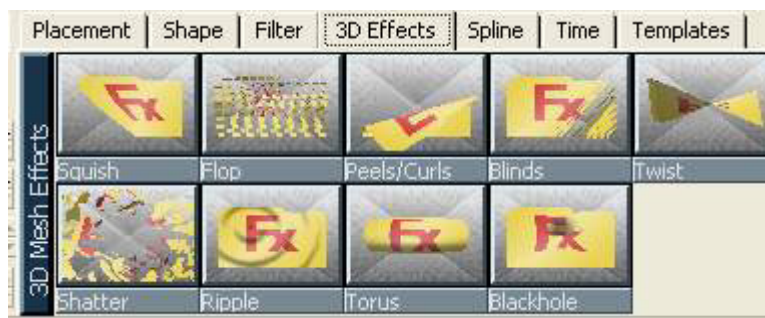 Placement Shape Filter 3D Effects Spline Time Templates
3D Mesh Effects
Fx Fx Fx
Squish Flop Peels/Curls Blinds Twist
Fx Fx Fx
Shatter Ripple Torus Blackhole